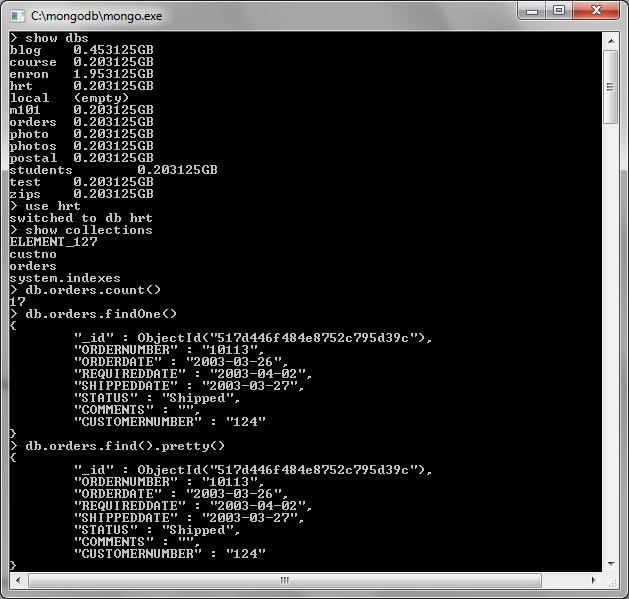 C:\mongodb\mongo.exe
> show dbs
blog    0.453125GB
course  0.203125GB
enron   1.953125GB
hrt     0.203125GB
local   (empty)
m101    0.203125GB
orders  0.203125GB
photo   0.203125GB
photos  0.203125GB
postal  0.203125GB
students        0.203125GB
test    0.203125GB
zips    0.203125GB
> use hrt
switched to db hrt
> show collections
ELEMENT_127
custno
orders
system.indexes
> db.orders.count()
17
> db.orders.findOne()
{
        "_id" : ObjectId("517d446f484e8752c795d39c"),
        "ORDERNUMBER" : "10113",
        "ORDERDATE" : "2003-03-26",
        "REQUIREDDATE" : "2003-04-02",
        "SHIPPEDDATE" : "2003-03-27",
        "STATUS" : "Shipped",
        "COMMENTS" : "",
        "CUSTOMERNUMBER" : "124"
}
> db.orders.find().pretty()
{
        "_id" : ObjectId("517d446f484e8752c795d39c"),
        "ORDERNUMBER" : "10113",
        "ORDERDATE" : "2003-03-26",
        "REQUIREDDATE" : "2003-04-02",
        "SHIPPEDDATE" : "2003-03-27",
        "STATUS" : "Shipped",
        "COMMENTS" : "",
        "CUSTOMERNUMBER" : "124"
}